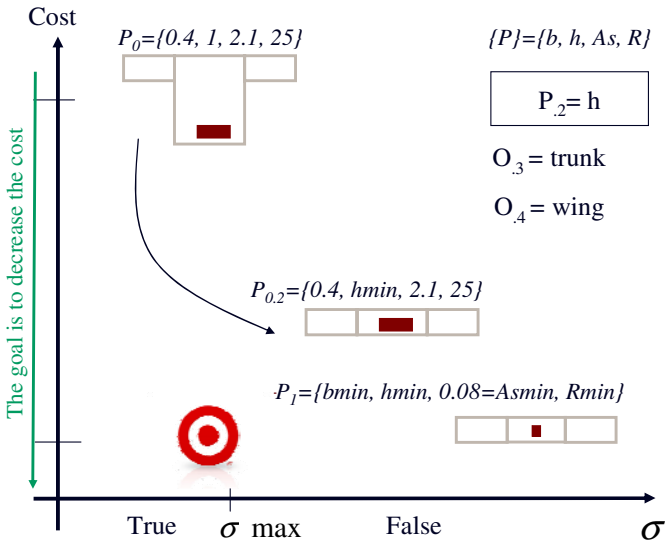 Cost
P0={0.4, 1, 2.1, 25}
{P}={b, h, As, R}
P.2= h
O.3 = trunk
O.4 = wing
The goal is to decrease the cost
P0.2={0.4, hmin, 2.1, 25}
P1={bmin, hmin, 0.08=Asmin, Rmin}
True
σ max
False
σ